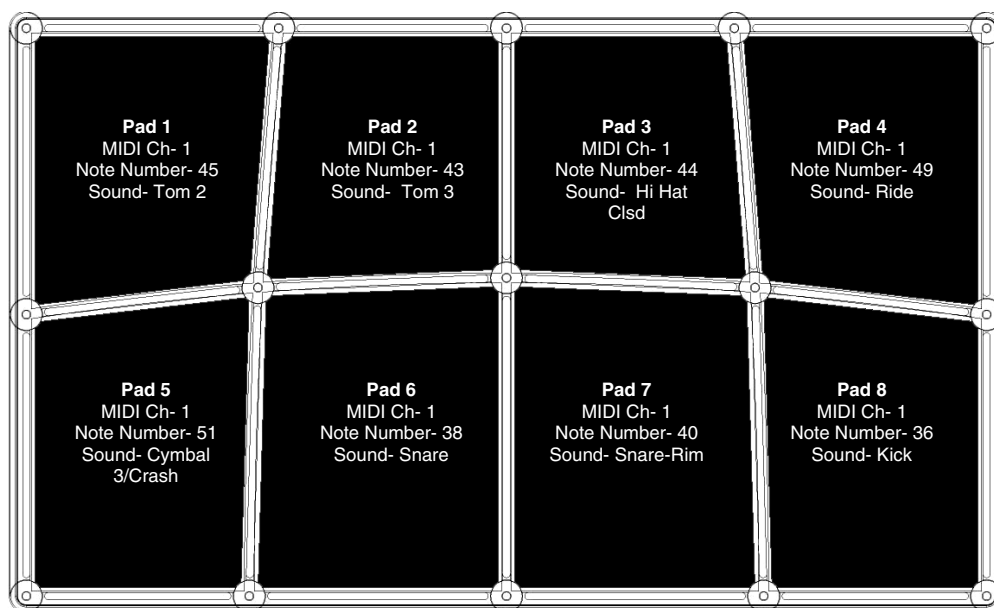 Pad 1
MIDI Ch- 1
Note Number- 45
Sound- Tom 2
Pad 2
MIDI Ch- 1
Note Number- 43
Sound-  Tom 3
Pad 3
MIDI Ch- 1
Note Number- 44
Sound-  Hi Hat
Clsd
Pad 4
MIDI Ch- 1
Note Number- 49
Sound- Ride
Pad 5
MIDI Ch- 1
Note Number- 51
Sound- Cymbal
3/Crash
Pad 6
MIDI Ch- 1
Note Number- 38
Sound- Snare
Pad 7
MIDI Ch- 1
Note Number- 40
Sound- Snare-Rim
Pad 8
MIDI Ch- 1
Note Number- 36
Sound- Kick